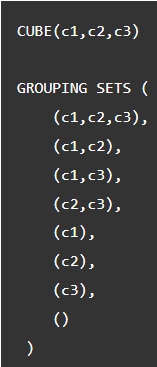 CUBE(c1,c2,c3)
GROUPING SETS (
(c1,c2,c3),
(c1,c2),
(c1,c3),
(c2,c3),
(c1),
(c2),
(c3),
()
)